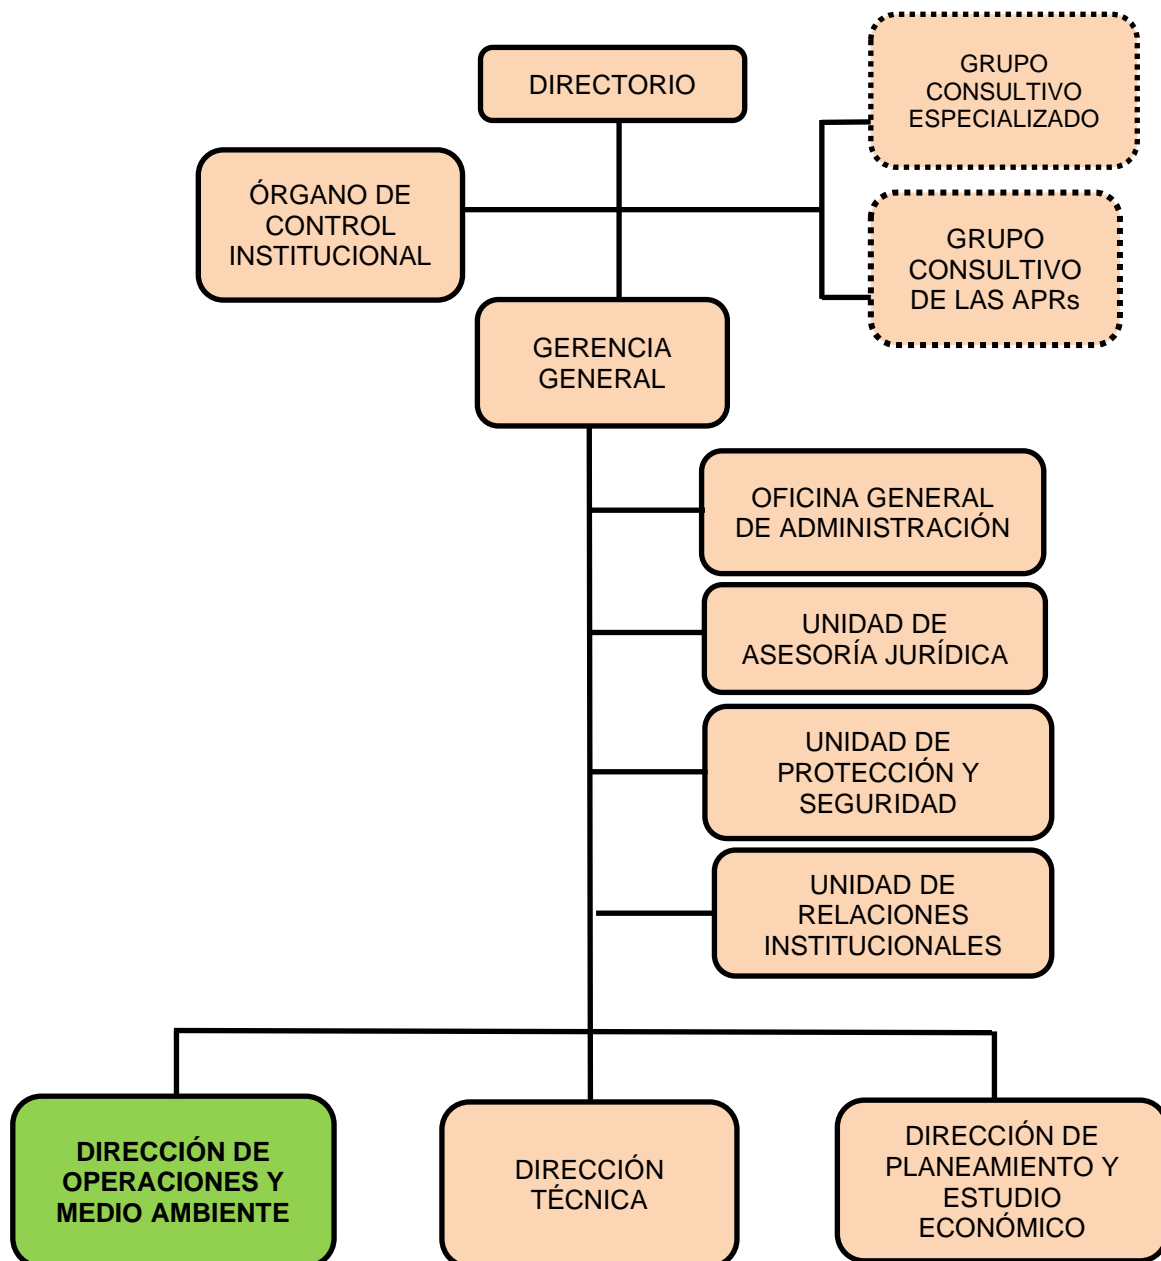 DIRECTORIO
GRUPO
CONSULTIVO
ESPECIALIZADO
ÓRGANO DE
CONTROL
INSTITUCIONAL
GRUPO
CONSULTIVO
DE LAS APRs
GERENCIA
GENERAL
OFICINA GENERAL
DE ADMINISTRACIÓN
UNIDAD DE
ASESORÍA JURÍDICA
UNIDAD DE
PROTECCIÓN Y
SEGURIDAD
UNIDAD DE
RELACIONES
INSTITUCIONALES
DIRECCIÓN DE
OPERACIONES Y
MEDIO AMBIENTE
DIRECCIÓN
TÉCNICA
DIRECCIÓN DE
PLANEAMIENTO Y
ESTUDIO
ECONÓMICO